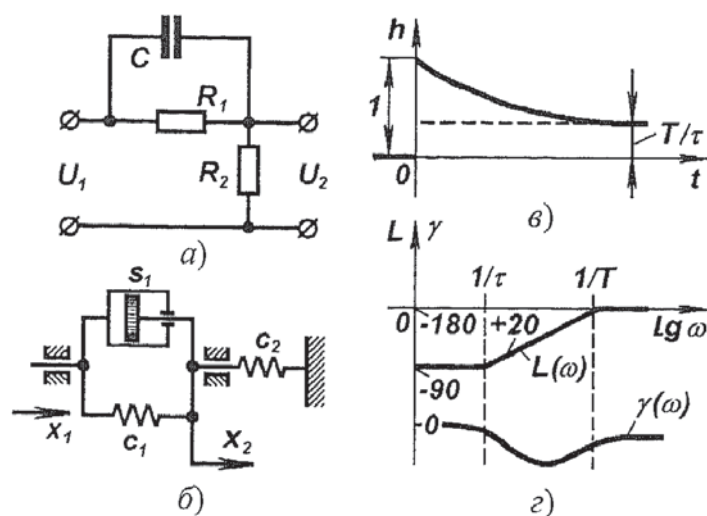 C
R₁
R₂
U₁
U₂
а)
h
1
0
T/τ
t
в)
s₁
c₂
c₁
x₁
x₂
б)
L γ
1/τ
1/T
0
-180
+20
lg ω
L(ω)
-90
-0
γ(ω)
г)